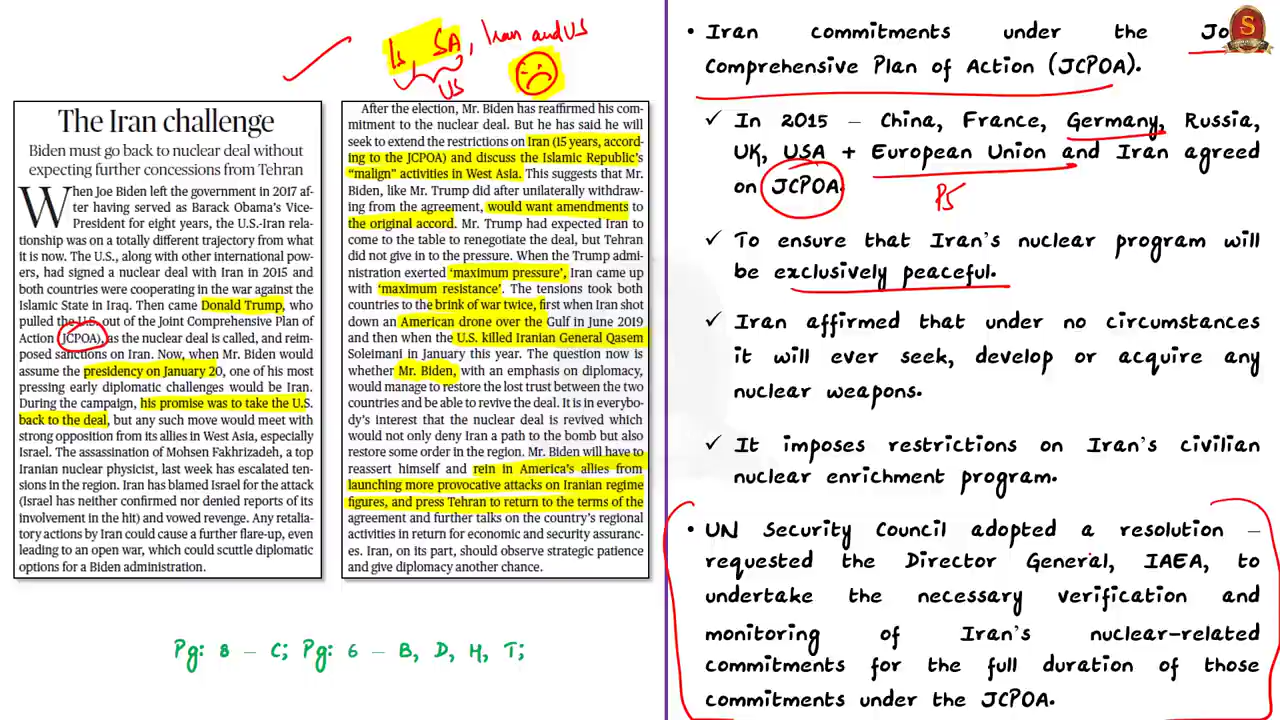 Is SA, Iran and US
US
The Iran challenge
Biden must go back to nuclear deal without
expecting further concessions from Tehran
When Joe Biden left the government in 2017 af-
ter having served as Barack Obama's Vice-
President for eight years, the U.S.-Iran rela-
tionship was on a totally different trajectory from what
it is now. The U.S., along with other international pow-
ers, had signed a nuclear deal with Iran in 2015 and
both countries were cooperating in the war against the
Islamic State in Iraq. Then came Donald Trump, who
pulled the U.S. out of the Joint Comprehensive Plan of
Action (JCPOA), as the nuclear deal is called, and reim-
posed sanctions on Iran. Now, when Mr. Biden would
assume the presidency on January 20, one of his most
pressing early diplomatic challenges would be Iran.
During the campaign, his promise was to take the U.S.
back to the deal, but any such move would meet with
strong opposition from its allies in West Asia, especially
Israel. The assassination of Mohsen Fakhrizadeh, a top
Iranian nuclear physicist, last week has escalated ten-
sions in the region. Iran has blamed Israel for the attack
(Israel has neither confirmed nor denied reports of its
involvement in the hit) and vowed revenge. Any retalia-
tory actions by Iran could cause a further flare-up, even
leading to an open war, which could scuttle diplomatic
options for a Biden administration.
After the election, Mr. Biden has reaffirmed his com-
mitment to the nuclear deal. But he has said he will
seek to extend the restrictions on Iran (15 years, accord-
ing to the JCPOA) and discuss the Islamic Republic's
"malign" activities in West Asia. This suggests that Mr.
Biden, like Mr. Trump did after unilaterally withdraw-
ing from the agreement, would want amendments to
the original accord. Mr. Trump had expected Iran to
come to the table to renegotiate the deal, but Tehran
did not give in to the pressure. When the Trump admi-
nistration exerted 'maximum pressure', Iran came up
with 'maximum resistance'. The tensions took both
countries to the brink of war twice, first when Iran shot
down an American drone over the Gulf in June 2019
and then when the U.S. killed Iranian General Qasem
Soleimani in January this year. The question now is
whether Mr. Biden, with an emphasis on diplomacy,
would manage to restore the lost trust between the two
countries and be able to revive the deal. It is in everybo-
dy's interest that the nuclear deal is revived which
would not only deny Iran a path to the bomb but also
restore some order in the region. Mr. Biden will have to
reassert himself and rein in America's allies from
launching more provocative attacks on Iranian regime
figures, and press Tehran to return to the terms of the
agreement and further talks on the country's regional
activities in return for economic and security assuranc-
es. Iran, on its part, should observe strategic patience
and give diplomacy another chance.
Pg: 8 – C; Pg: 6 – B, D, H, T;
• Iran commitments under the Jo
Comprehensive Plan of Action (JCPOA).
✓ In 2015 – China, France, Germany, Russia,
UK, USA + European Union and Iran agreed
on JCPOA.
P5
✓ To ensure that Iran's nuclear program will
be exclusively peaceful.
✓ Iran affirmed that under no circumstances
it will ever seek, develop or acquire any
nuclear weapons.
✓ It imposes restrictions on Iran's civilian
nuclear enrichment program.
• UN Security Council adopted a resolution –
requested the Director General, IAEA, to
undertake the necessary verification and
monitoring of Iran's nuclear-related
commitments for the full duration of those
commitments under the JCPOA.
S